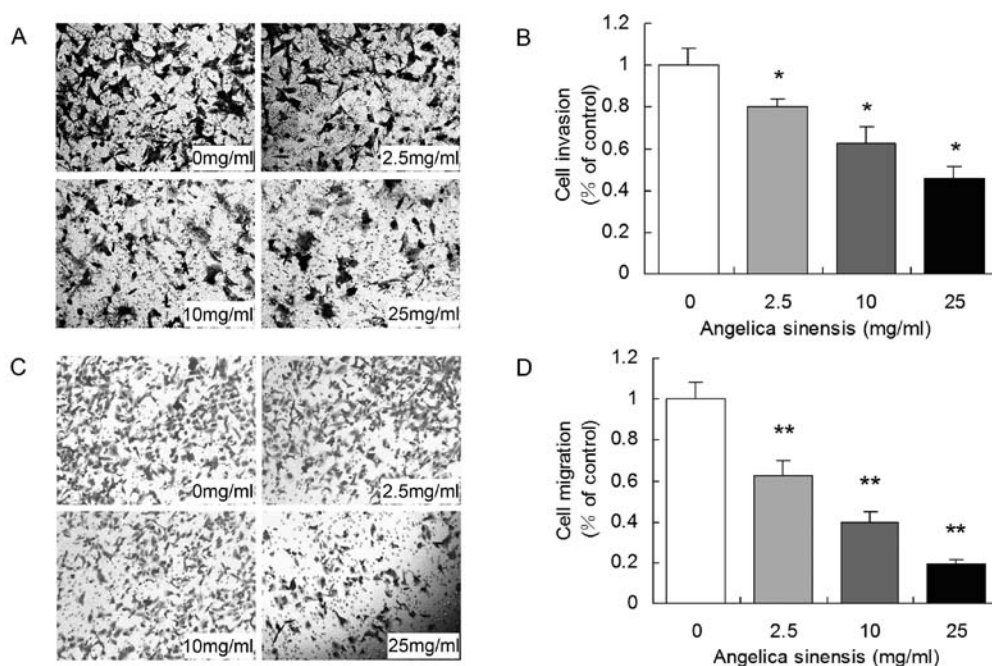 A
0mg/ml
2.5mg/ml
10mg/ml
25mg/ml
B
Cell invasion
(% of control)
1.2
1
0.8
0.6
0.4
0.2
0
*
*
*
0 2.5 10 25
Angelica sinensis (mg/ml)
C
0mg/ml
2.5mg/ml
10mg/ml
25mg/ml
D
Cell migration
(% of control)
1.2
1
0.8
0.6
0.4
0.2
0
**
**
**
0 2.5 10 25
Angelica sinensis (mg/ml)